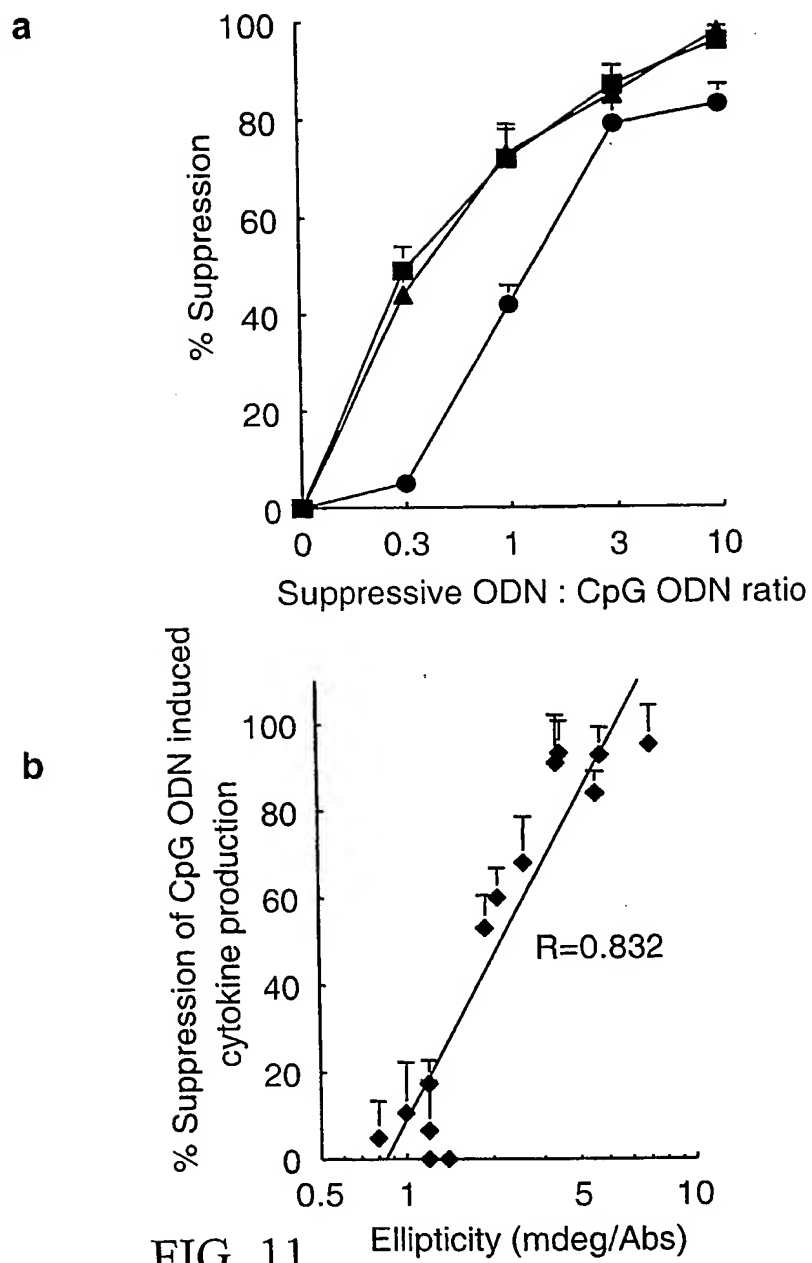 a
100
80
60
40
20
0
% Suppression
0 0.3 1 3 10
Suppressive ODN : CpG ODN ratio
b
100
80
60
40
20
0
% Suppression of CpG ODN induced
cytokine production
R=0.832
0.5 1 5 10
Ellipticity (mdeg/Abs)
FIG. 11